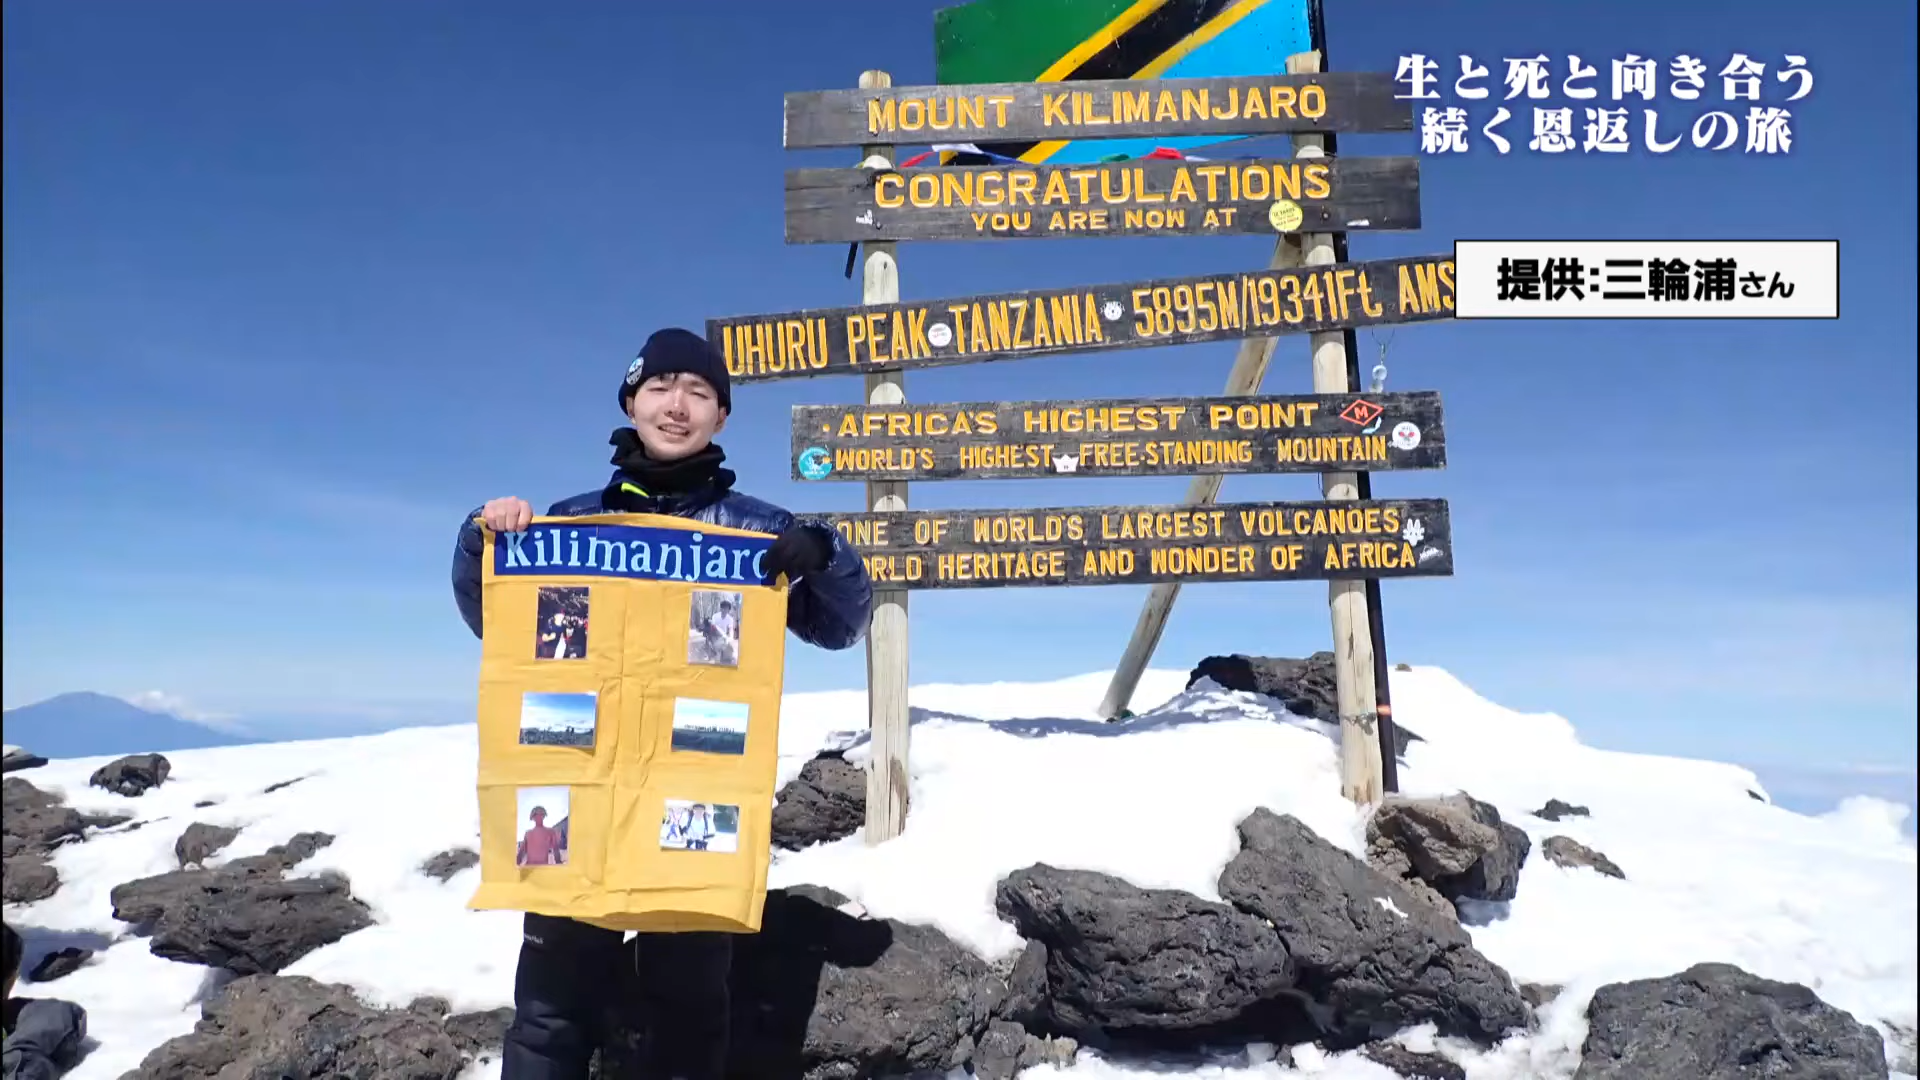 生と死と向き合う
続く恩返しの旅
MOUNT KILIMANJARO
CONGRATULATIONS
YOU ARE NOW AT
提供:三輪浦さん
UHURU PEAK TANZANIA 5895M/19341Ft AMS
AFRICA'S HIGHEST POINT
WORLD'S HIGHEST FREE-STANDING MOUNTAIN
ONE OF WORLD'S LARGEST VOLCANOES
HERITAGE AND WONDER OF AFRICA
Kilimanjaro